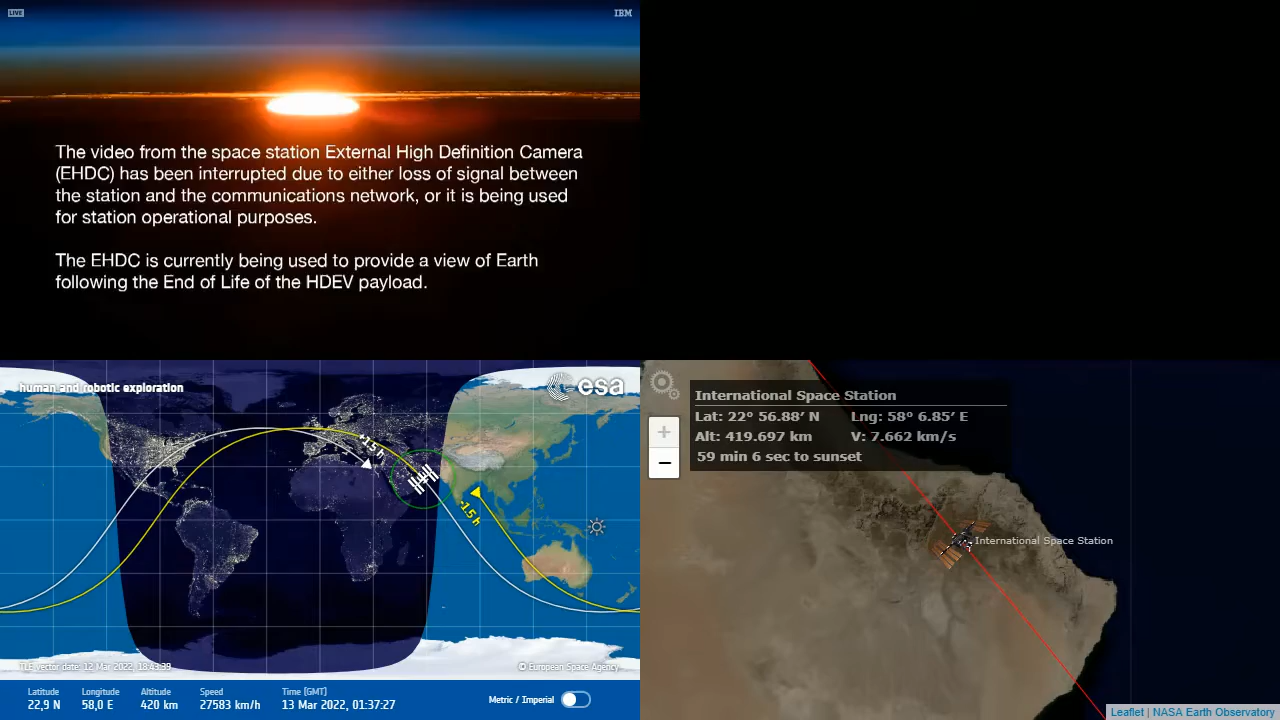 LIVE
IBM
The video from the space station External High Definition Camera
(EHDC) has been interrupted due to either loss of signal between
the station and the communications network, or it is being used
for station operational purposes.
The EHDC is currently being used to provide a view of Earth
following the End of Life of the HDEV payload.
human and robotic exploration
esa
+1.5 h
-1.5 h
TLE vector date: 12 Mar 2022, 18:43:39
© European Space Agency
Latitude
22,9 N
Longitude
58,0 E
Altitude
420 km
Speed
27583 km/h
Time (GMT)
13 Mar 2022, 01:37:27
Metric / Imperial
International Space Station
Lat: 22° 56.88′ N Lng: 58° 6.85′ E
Alt: 419.697 km V: 7.662 km/s
59 min 6 sec to sunset
+
−
International Space Station
Leaflet | NASA Earth Observatory